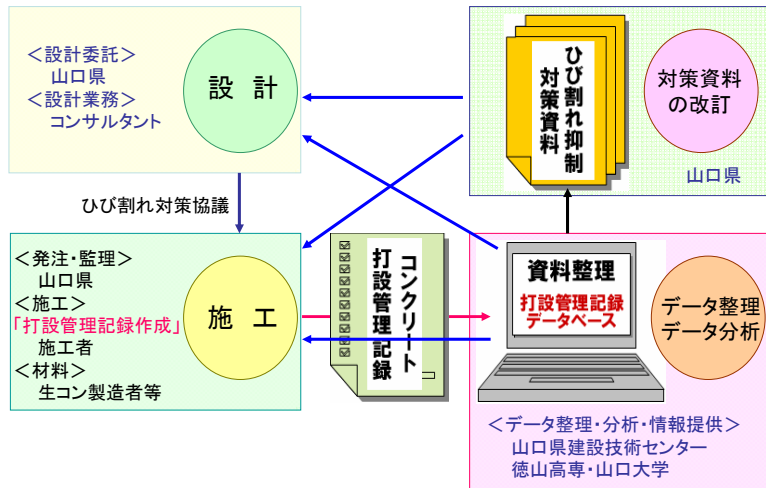 ＜設計委託＞
山口県
＜設計業務＞
コンサルタント
設 計
ひび割れ抑制
対策資料
対策資料
の改訂
山口県
ひび割れ対策協議
＜発注・監理＞
山口県
＜施工＞
「打設管理記録作成」
施工者
＜材料＞
生コン製造者等
施 工
コンクリート
打設管理記録
資料整理
打設管理記録
データベース
データ整理
データ分析
＜データ整理・分析・情報提供＞
山口県建設技術センター
徳山高専・山口大学